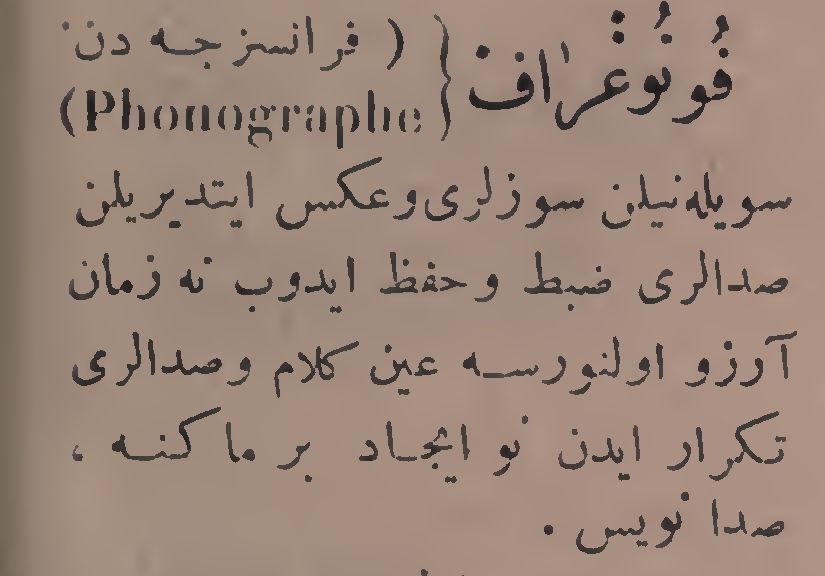 فُونُوغْرَاف { ( فرانسزجه دن
(Phonographe)
سویله‌نیلن سوزلری وعکس ایتدیریلن
صدالری ضبط وحفظ ایدوب نه زمان
آرزو اولنورسه عین کلام وصدالری
تکرار ایدن نو ایجاد بر ماکنه ،
صدا نویس .